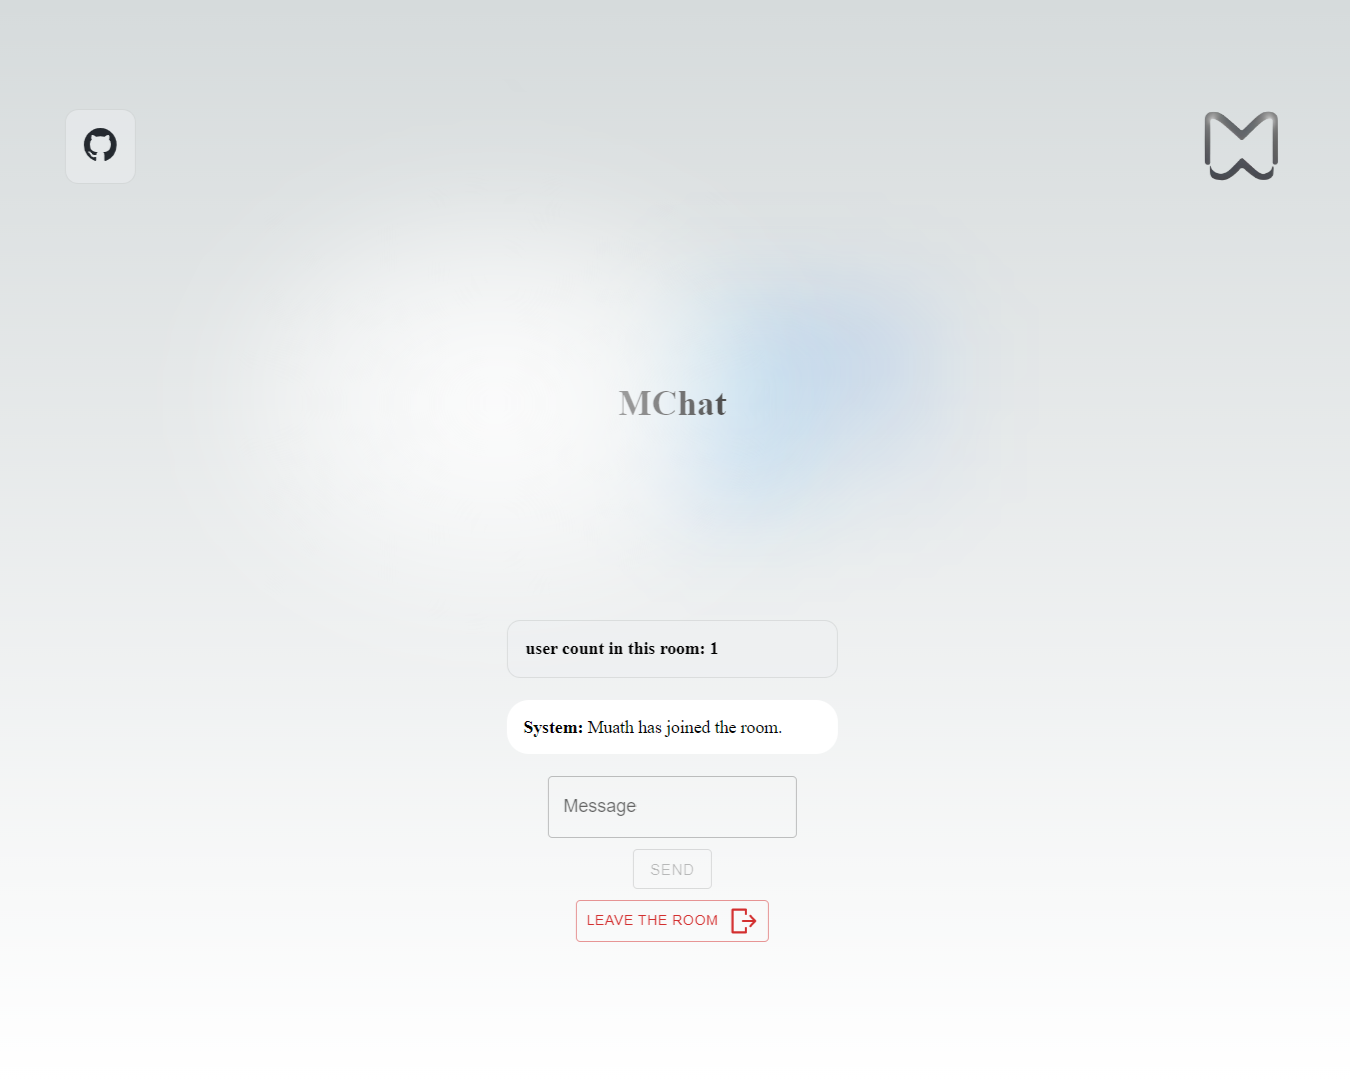 MChat
user count in this room: 1
System: Muath has joined the room.
Message
SEND
LEAVE THE ROOM